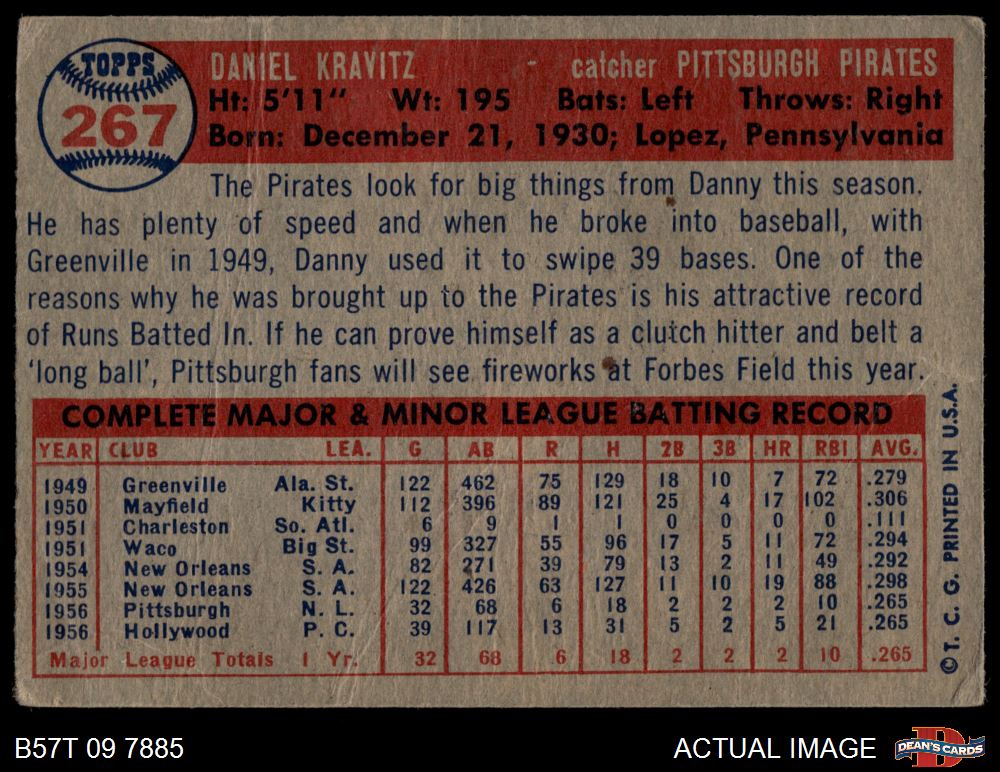 TOPPS
267
DANIEL KRAVITZ - catcher PITTSBURGH PIRATES
Ht: 5'11" Wt: 195 Bats: Left Throws: Right
Born: December 21, 1930; Lopez, Pennsylvania
The Pirates look for big things from Danny this season.
He has plenty of speed and when he broke into baseball, with
Greenville in 1949, Danny used it to swipe 39 bases. One of the
reasons why he was brought up to the Pirates is his attractive record
of Runs Batted In. If he can prove himself as a clutch hitter and belt a
'long ball', Pittsburgh fans will see fireworks at Forbes Field this year.
COMPLETE MAJOR & MINOR LEAGUE BATTING RECORD
YEAR CLUB LEA. G AB R H 2B 3B HR RBI AVG.
1949 Greenville Ala. St. 122 462 75 129 18 10 7 72 .279
1950 Mayfield Kitty 112 396 89 121 25 4 17 102 .306
1951 Charleston So. Atl. 6 9 1 1 0 0 0 0 .111
1951 Waco Big St. 99 327 55 96 17 5 11 72 .294
1954 New Orleans S. A. 82 271 39 79 13 2 11 49 .292
1955 New Orleans S. A. 122 426 63 127 11 10 19 88 .298
1956 Pittsburgh N. L. 32 68 6 18 2 2 2 10 .265
1956 Hollywood P. C. 39 117 13 31 5 2 5 21 .265
Major League Totals 1 Yr. 32 68 6 18 2 2 2 10 .265
© T. C. G. PRINTED IN U.S.A.
B57T 09 7885
ACTUAL IMAGE
D
DEAN'S CARDS